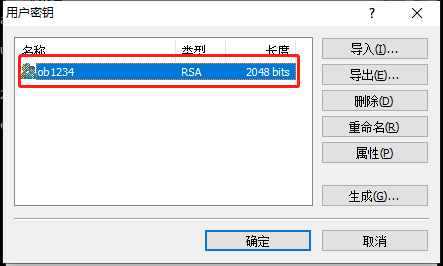 用户密钥
? ×
名称 类型 长度
ob1234 RSA 2048 bits
导入(I)...
导出(E)...
删除(D)
重命名(R)
属性(P)
生成(G)...
确定 取消